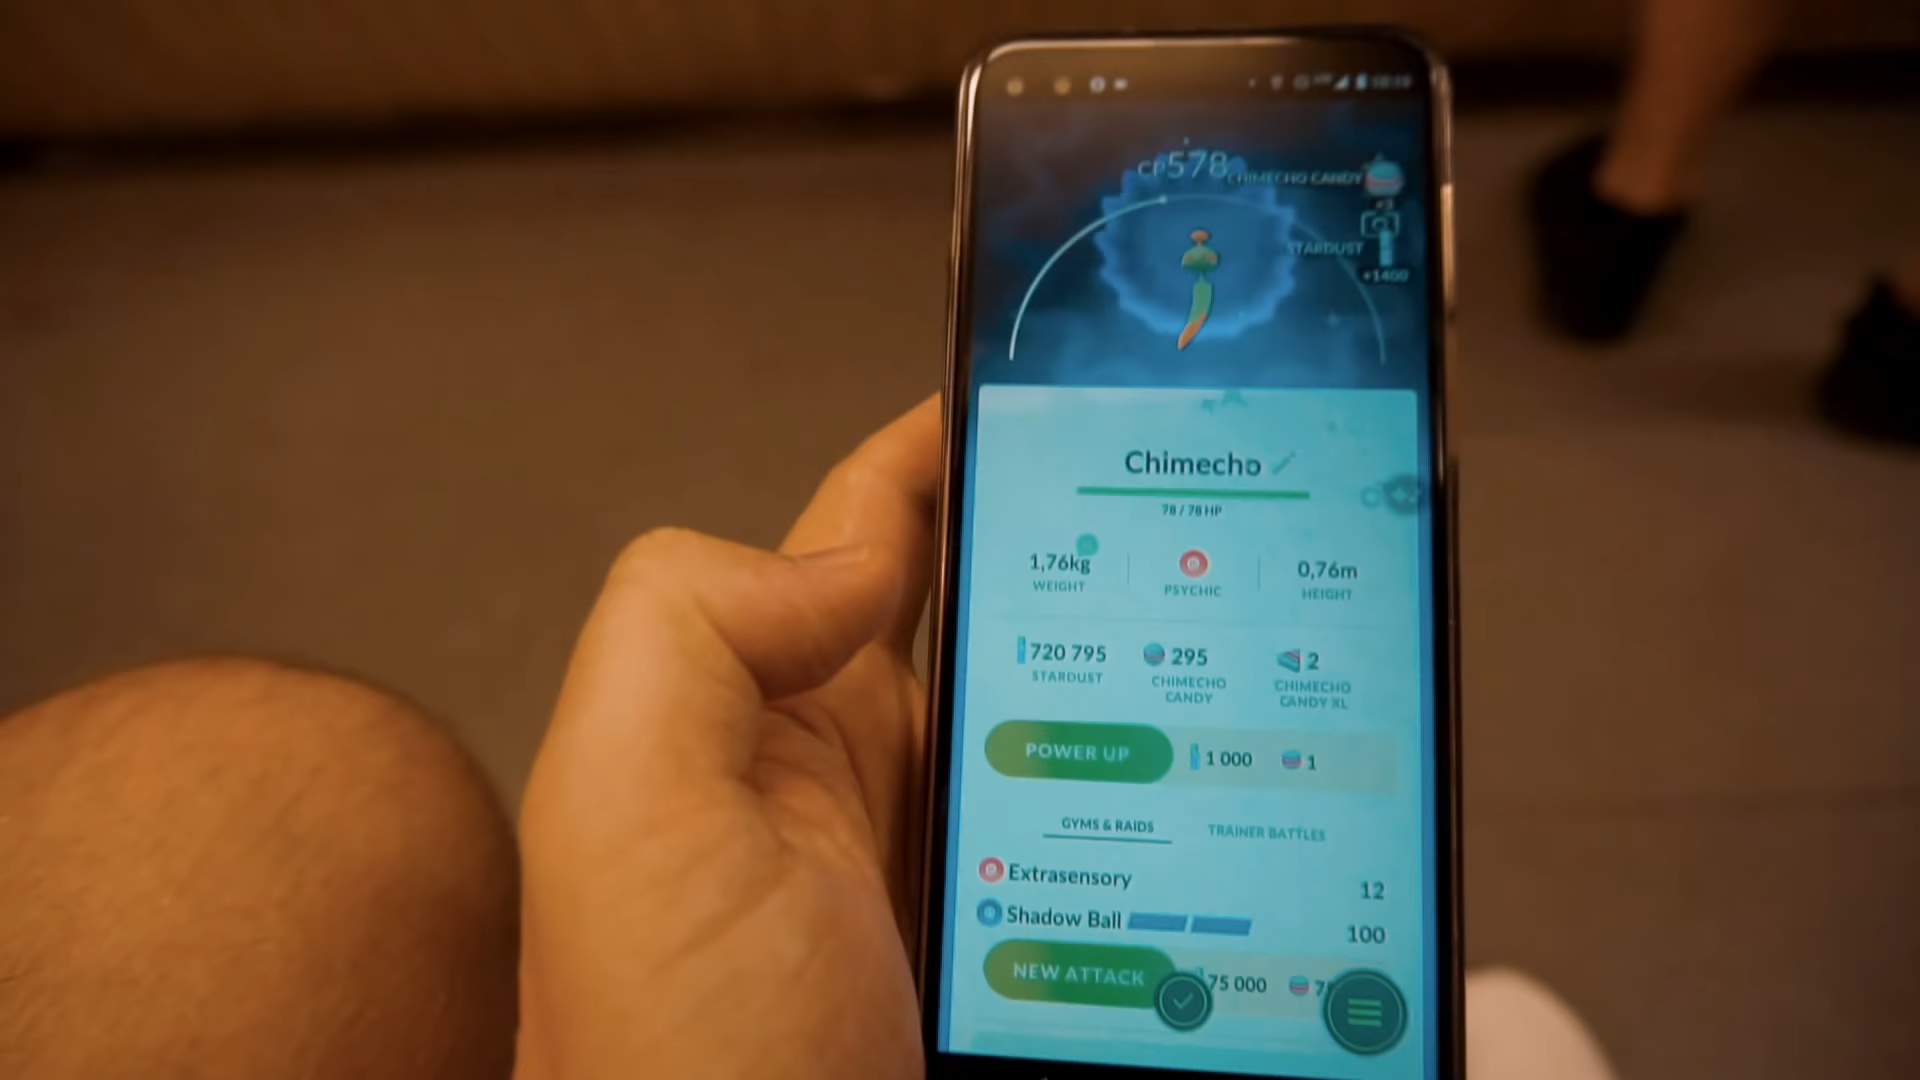 CP578
CHIMECHO CANDY
STARDUST
+1400
Chimecho
78 / 78 HP
1,76kg
WEIGHT
PSYCHIC
0,76m
HEIGHT
720 795
STARDUST
295
CHIMECHO
CANDY
2
CHIMECHO
CANDY XL
POWER UP
1 000
1
GYMS & RAIDS
TRAINER BATTLES
Extrasensory
12
Shadow Ball
100
NEW ATTACK
75 000